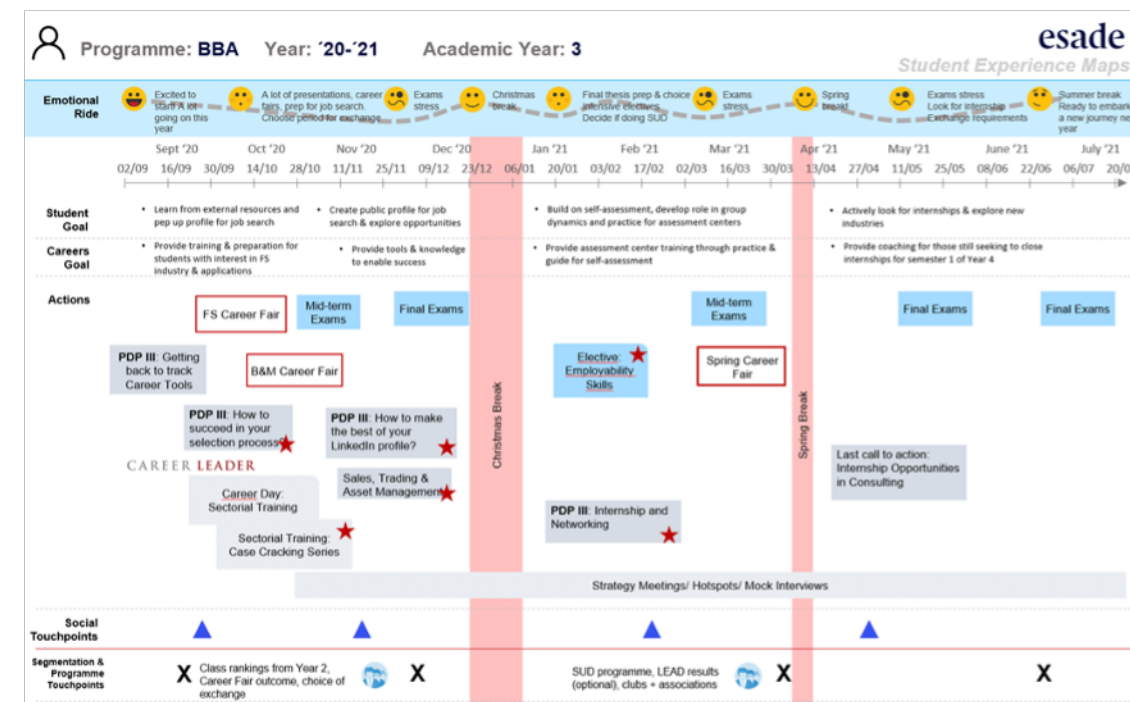 Programme: BBA Year: ´20-´21 Academic Year: 3
esade
Student Experience Maps
Emotional
Ride
Excited to
start! A lot
going on this
year
A lot of presentations, career
fairs, prep for job search.
Choose period for exchange
Exams
stress
Christmas
break
Final thesis prep & choice
intensive electives
Decide if doing SUD
Exams
stress
Spring
break!
Exams stress
Look for internship
Exchange requirements
Summer break
Ready to embark
a new journey ne
year
Sept '20 Oct '20 Nov '20 Dec '20 Jan '21 Feb '21 Mar '21 Apr '21 May '21 June '21 July '21
02/09 16/09 30/09 14/10 28/10 11/11 25/11 09/12 23/12 06/01 20/01 03/02 17/02 02/03 16/03 30/03 13/04 27/04 11/05 25/05 08/06 22/06 06/07 20/0
Student
Goal
• Learn from external resources and
pep up profile for job search
• Create public profile for job
search & explore opportunities
• Build on self-assessment, develop role in group
dynamics and practice for assessment centers
• Actively look for internships & explore new
industries
Careers
Goal
• Provide training & preparation for
students with interest in FS
industry & applications
• Provide tools & knowledge
to enable success
• Provide assessment center training through practice &
guide for self-assessment
• Provide coaching for those still seeking to close
internships for semester 1 of Year 4
Actions
FS Career Fair
Mid-term
Exams
Final Exams
Mid-term
Exams
Final Exams
Final Exams
PDP III: Getting
back to track
Career Tools
B&M Career Fair
Elective:
Employability
Skills
Spring Career
Fair
PDP III: How to
succeed in your
selection process?
PDP III: How to make
the best of your
LinkedIn profile?
Christmas Break
Spring Break
CAREER LEADER
Sales, Trading &
Asset Management
Last call to action:
Internship Opportunities
in Consulting
Career Day:
Sectorial Training
PDP III: Internship and
Networking
Sectorial Training:
Case Cracking Series
Strategy Meetings/ Hotspots/ Mock Interviews
Social
Touchpoints
Segmentation &
Programme
Touchpoints
X
Class rankings from Year 2,
Career Fair outcome, choice of
exchange
X
SUD programme, LEAD results
(optional), clubs + associations
X
X